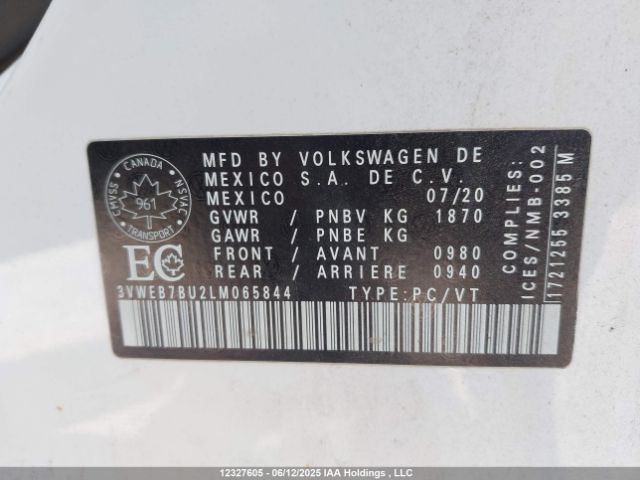 CANADA
CMVSS
NSVAC
961
TRANSPORT
EC
MFD BY VOLKSWAGEN DE
MEXICO S.A. DE C.V.
MEXICO 07/20
GVWR / PNBV KG 1870
GAWR / PNBE KG
FRONT / AVANT 0980
REAR / ARRIERE 0940
3VWEB7BU2LM065844 TYPE:PC/VT
COMPLIES:
ICES/NMB-002
1721255 3385 M
12327605 - 06/12/2025 IAA Holdings , LLC